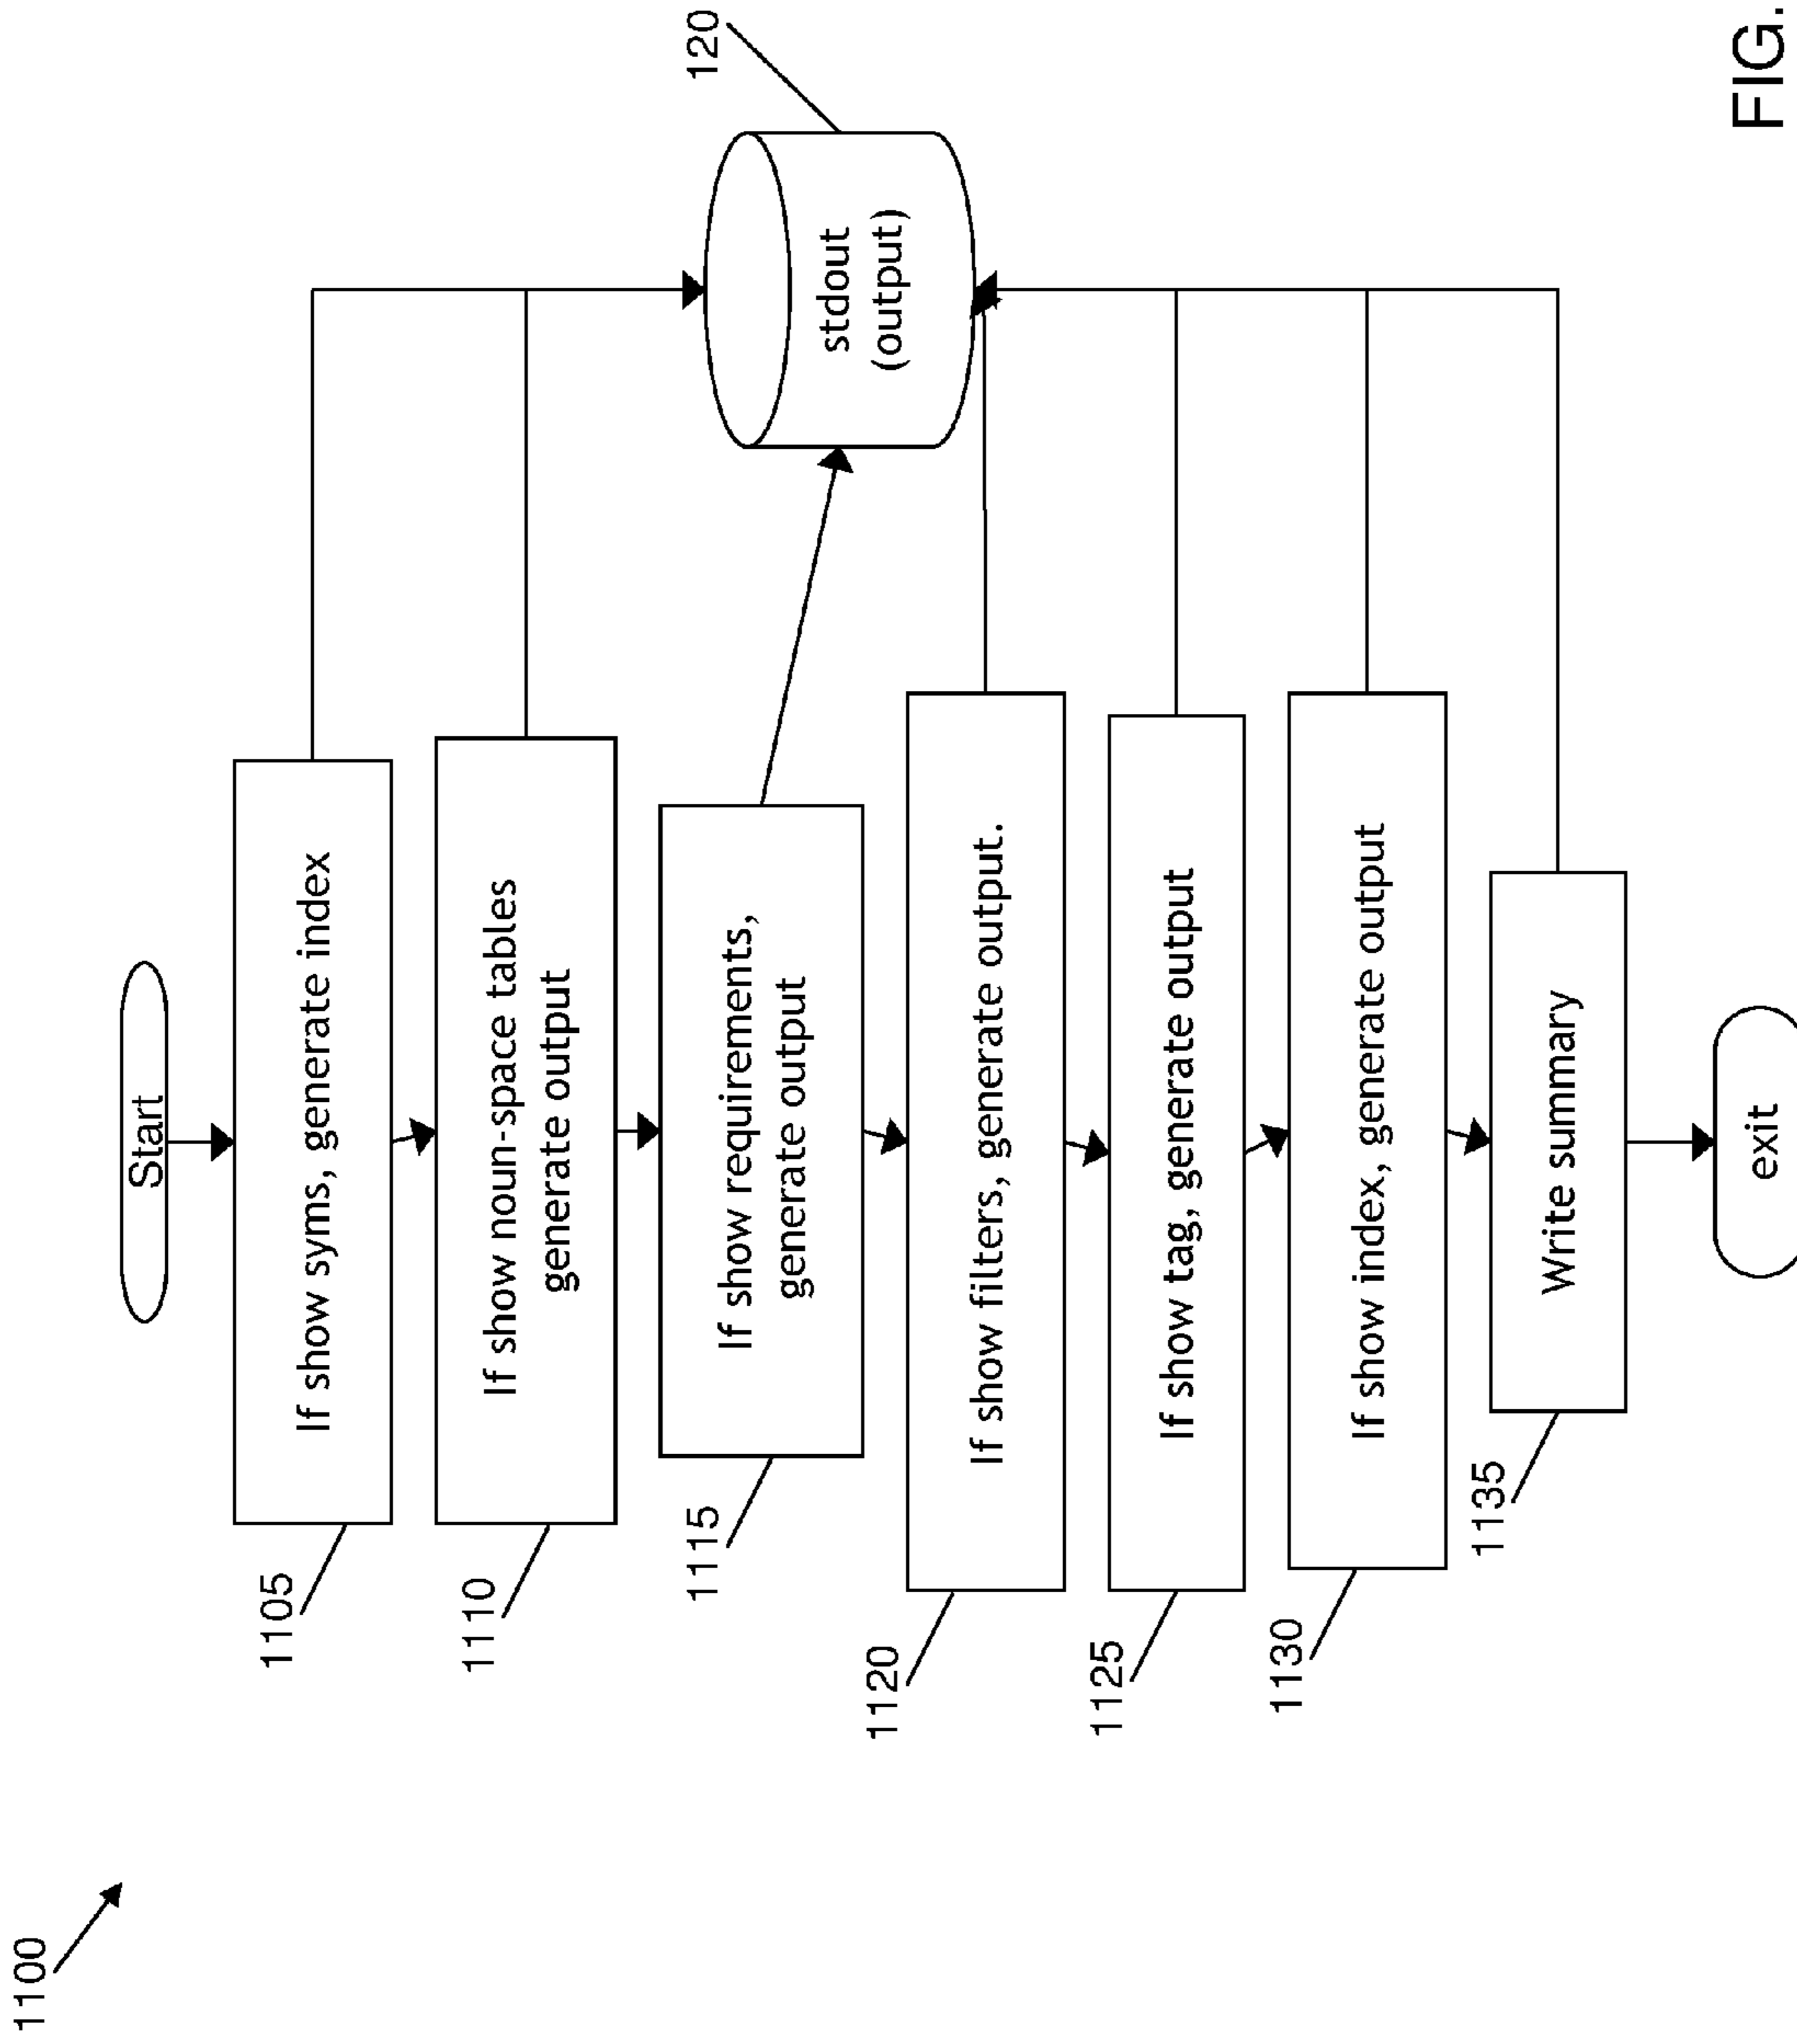 1100
Start
1105
If show syms, generate index
1110
If show noun-space tables
generate output
1115
If show requirements,
generate output
120
stdout
(output)
1120
If show filters, generate output.
1125
If show tag, generate output
1130
If show index, generate output
1135
Write summary
exit
FIG.